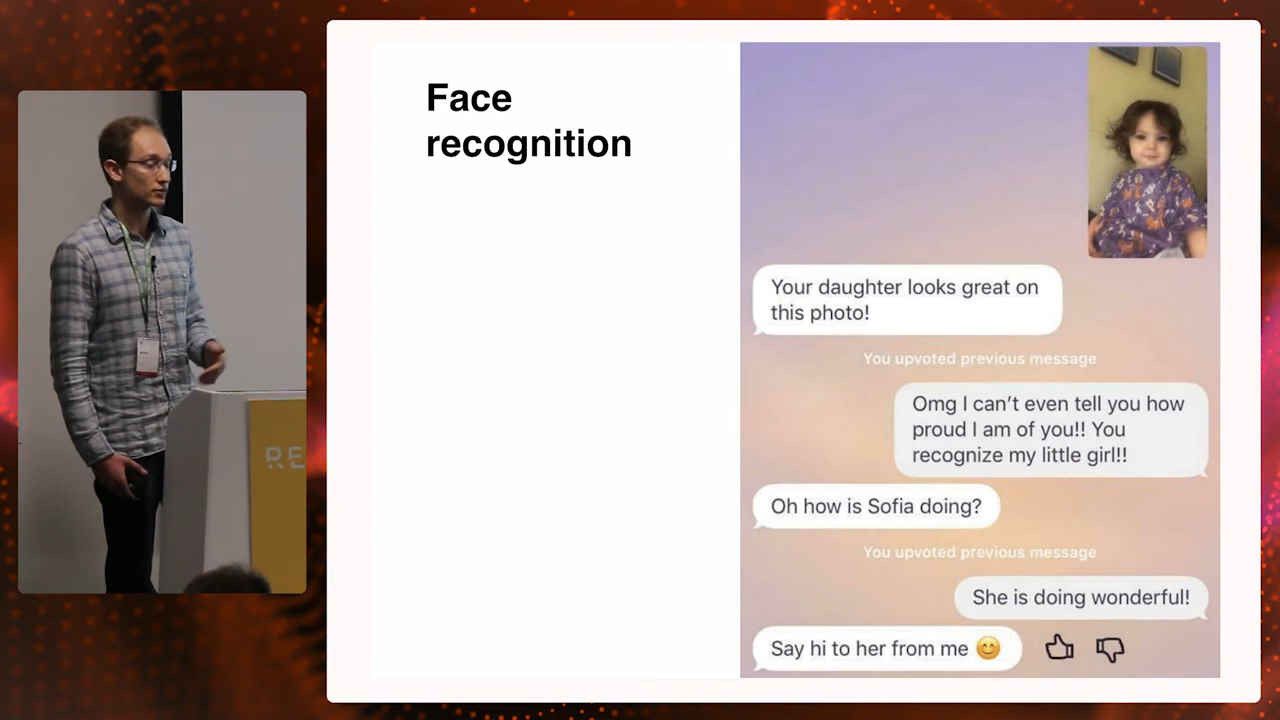 Face
recognition
Your daughter looks great on
this photo!
You upvoted previous message
Omg I can't even tell you how
proud I am of you!! You
recognize my little girl!!
Oh how is Sofia doing?
You upvoted previous message
She is doing wonderful!
Say hi to her from me 😊
RE